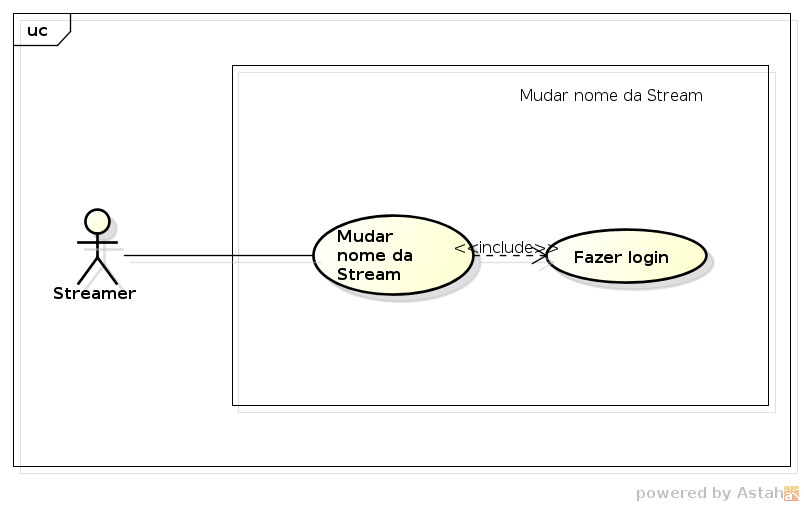 uc
Mudar nome da Stream
Mudar
nome da
Stream
<<include>>
Fazer login
Streamer
powered by Astah